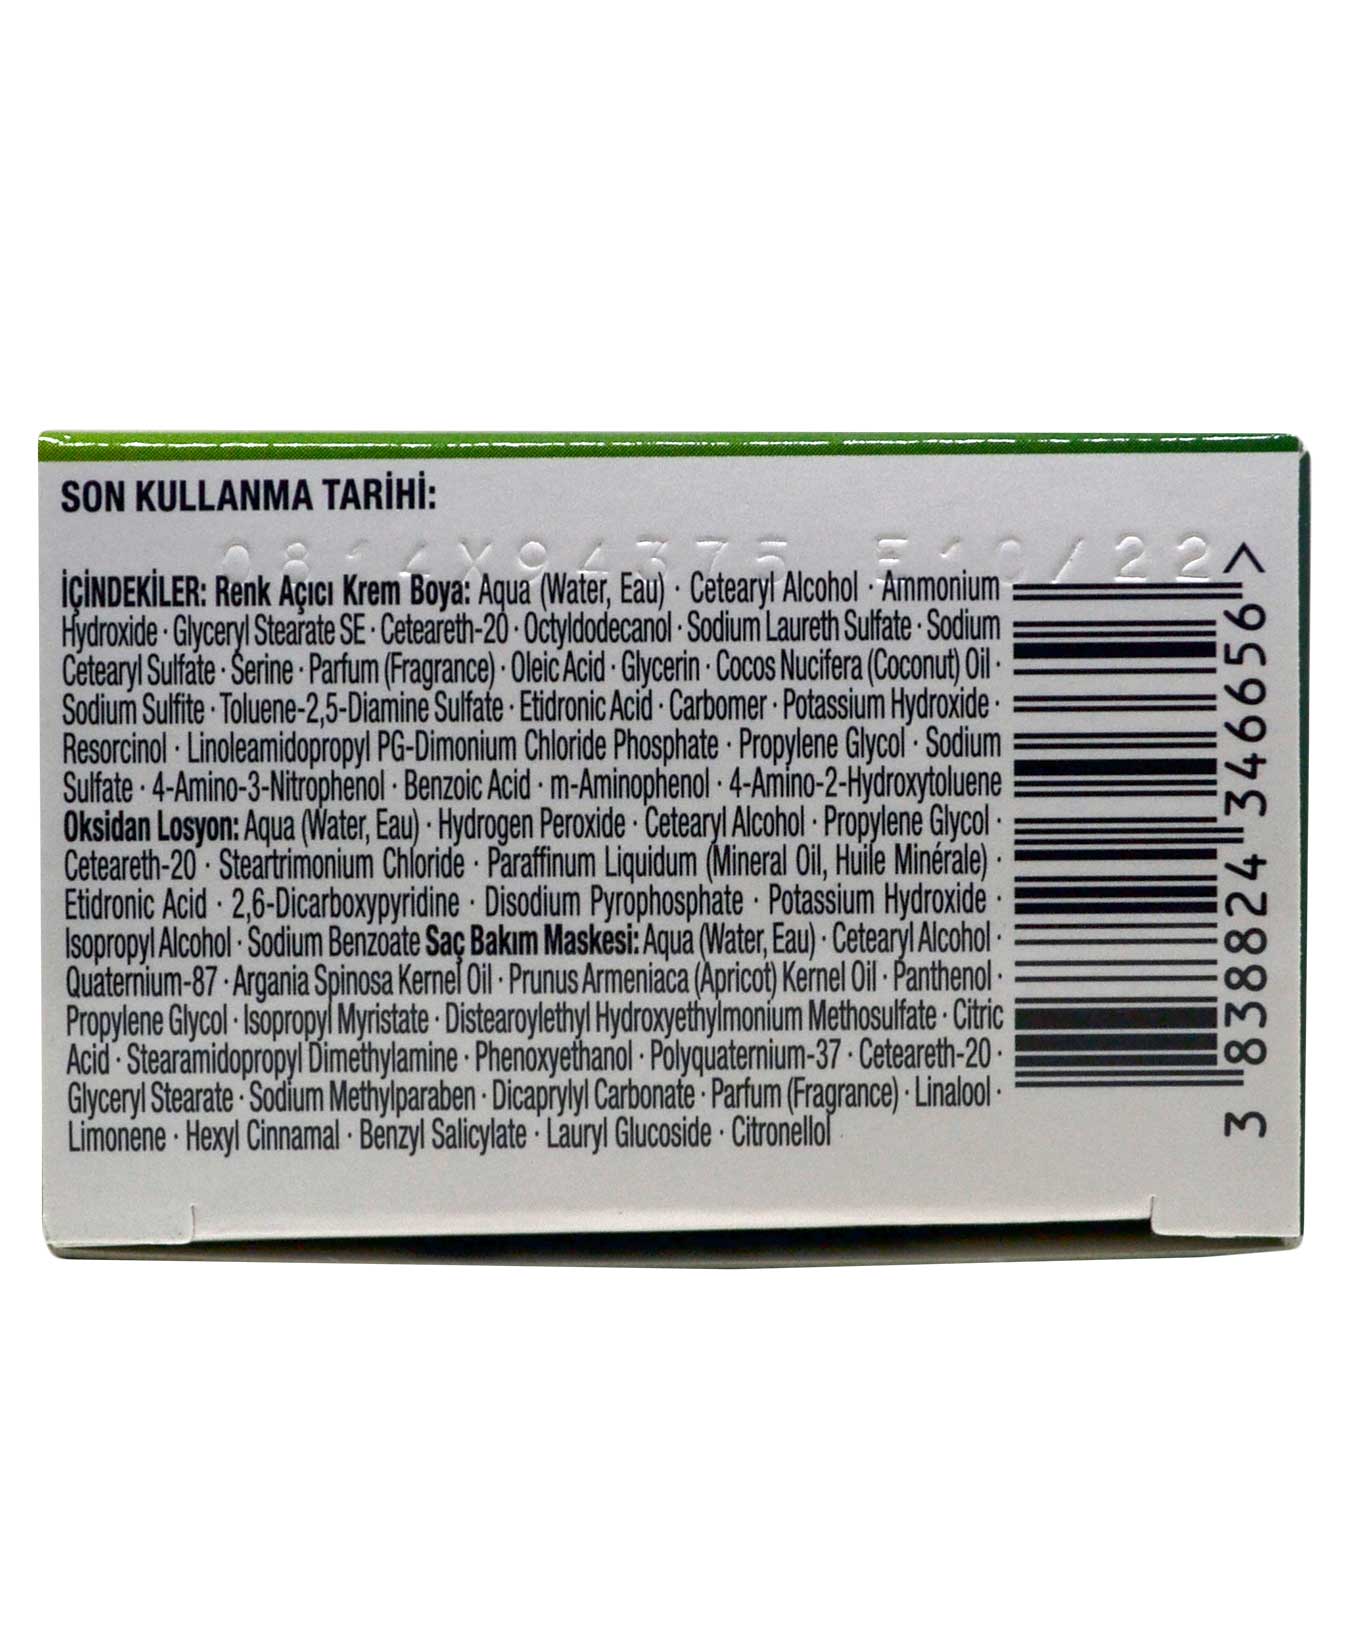 SON KULLANMA TARİHİ:
0814X94375 E10/22
İÇİNDEKİLER: Renk Açıcı Krem Boya: Aqua (Water, Eau) · Cetearyl Alcohol · Ammonium
Hydroxide · Glyceryl Stearate SE · Ceteareth-20 · Octyldodecanol · Sodium Laureth Sulfate · Sodium
Cetearyl Sulfate · Serine · Parfum (Fragrance) · Oleic Acid · Glycerin · Cocos Nucifera (Coconut) Oil ·
Sodium Sulfite · Toluene-2,5-Diamine Sulfate · Etidronic Acid · Carbomer · Potassium Hydroxide ·
Resorcinol · Linoleamidopropyl PG-Dimonium Chloride Phosphate · Propylene Glycol · Sodium
Sulfate · 4-Amino-3-Nitrophenol · Benzoic Acid · m-Aminophenol · 4-Amino-2-Hydroxytoluene
Oksidan Losyon: Aqua (Water, Eau) · Hydrogen Peroxide · Cetearyl Alcohol · Propylene Glycol ·
Ceteareth-20 · Steartrimonium Chloride · Paraffinum Liquidum (Mineral Oil, Huile Minérale) ·
Etidronic Acid · 2,6-Dicarboxypyridine · Disodium Pyrophosphate · Potassium Hydroxide ·
Isopropyl Alcohol · Sodium Benzoate Saç Bakım Maskesi: Aqua (Water, Eau) · Cetearyl Alcohol ·
Quaternium-87 · Argania Spinosa Kernel Oil · Prunus Armeniaca (Apricot) Kernel Oil · Panthenol ·
Propylene Glycol · Isopropyl Myristate · Distearoylethyl Hydroxyethylmonium Methosulfate · Citric
Acid · Stearamidopropyl Dimethylamine · Phenoxyethanol · Polyquaternium-37 · Ceteareth-20 ·
Glyceryl Stearate · Sodium Methylparaben · Dicaprylyl Carbonate · Parfum (Fragrance) · Linalool ·
Limonene · Hexyl Cinnamal · Benzyl Salicylate · Lauryl Glucoside · Citronellol
3 838824 346656 >